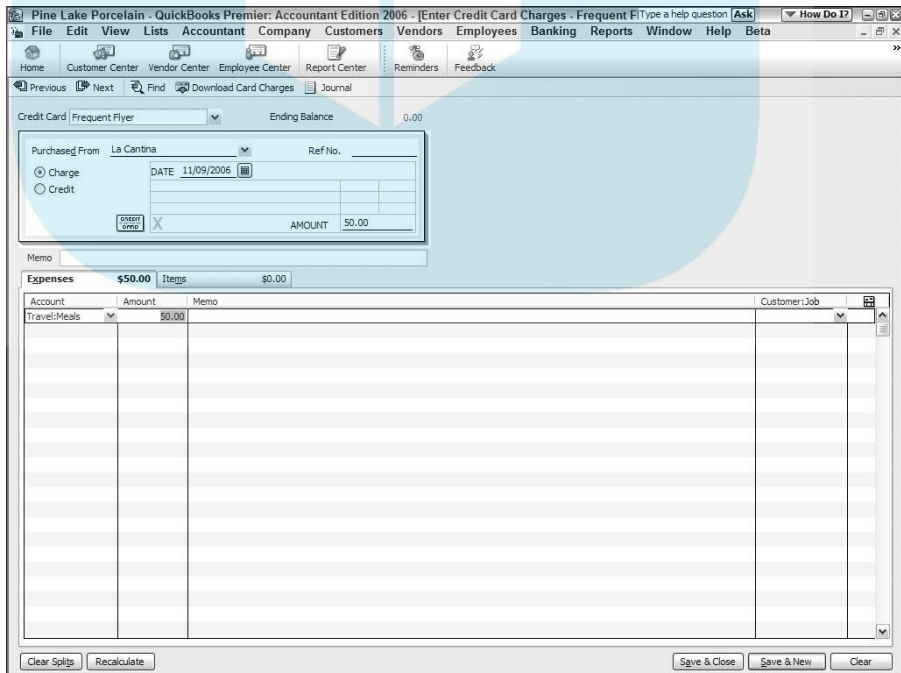 Pine Lake Porcelain - QuickBooks Premier: Accountant Edition 2006 - [Enter Credit Card Charges - Frequent Fl Type a help question Ask How Do I?
File Edit View Lists Accountant Company Customers Vendors Employees Banking Reports Window Help Beta
Home Customer Center Vendor Center Employee Center Report Center Reminders Feedback
Previous Next Find Download Card Charges Journal
Credit Card Frequent Flyer Ending Balance 0.00
Purchased From La Cantina Ref No.
Charge DATE 11/09/2006
Credit
CREDIT CARD X AMOUNT 50.00
Memo
Expenses $50.00 Items $0.00
Account Amount Memo Customer:Job
Travel:Meals 50.00
Clear Splits Recalculate Save & Close Save & New Clear